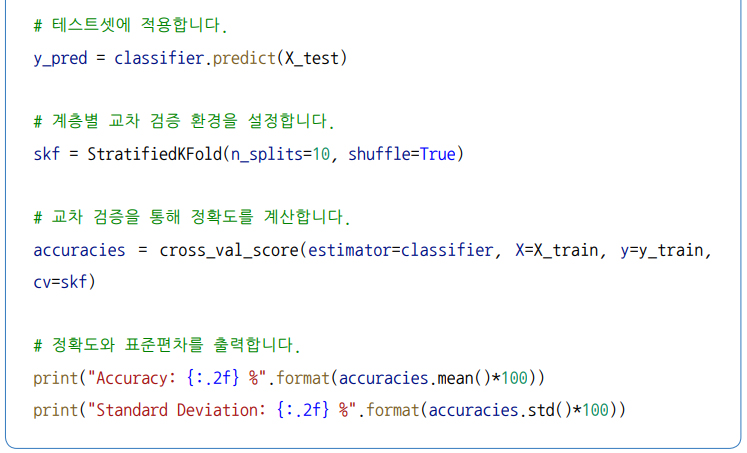 # 테스트셋에 적용합니다.
y_pred = classifier.predict(X_test)
# 계층별 교차 검증 환경을 설정합니다.
skf = StratifiedKFold(n_splits=10, shuffle=True)
# 교차 검증을 통해 정확도를 계산합니다.
accuracies = cross_val_score(estimator=classifier, X=X_train, y=y_train,
cv=skf)
# 정확도와 표준편차를 출력합니다.
print("Accuracy: {:.2f} %".format(accuracies.mean()*100))
print("Standard Deviation: {:.2f} %".format(accuracies.std()*100))